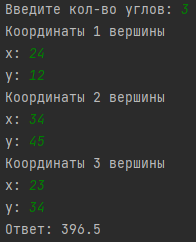 Введите кол-во углов: 3
Координаты 1 вершины
x: 24
y: 12
Координаты 2 вершины
x: 34
y: 45
Координаты 3 вершины
x: 23
y: 34
Ответ: 396.5